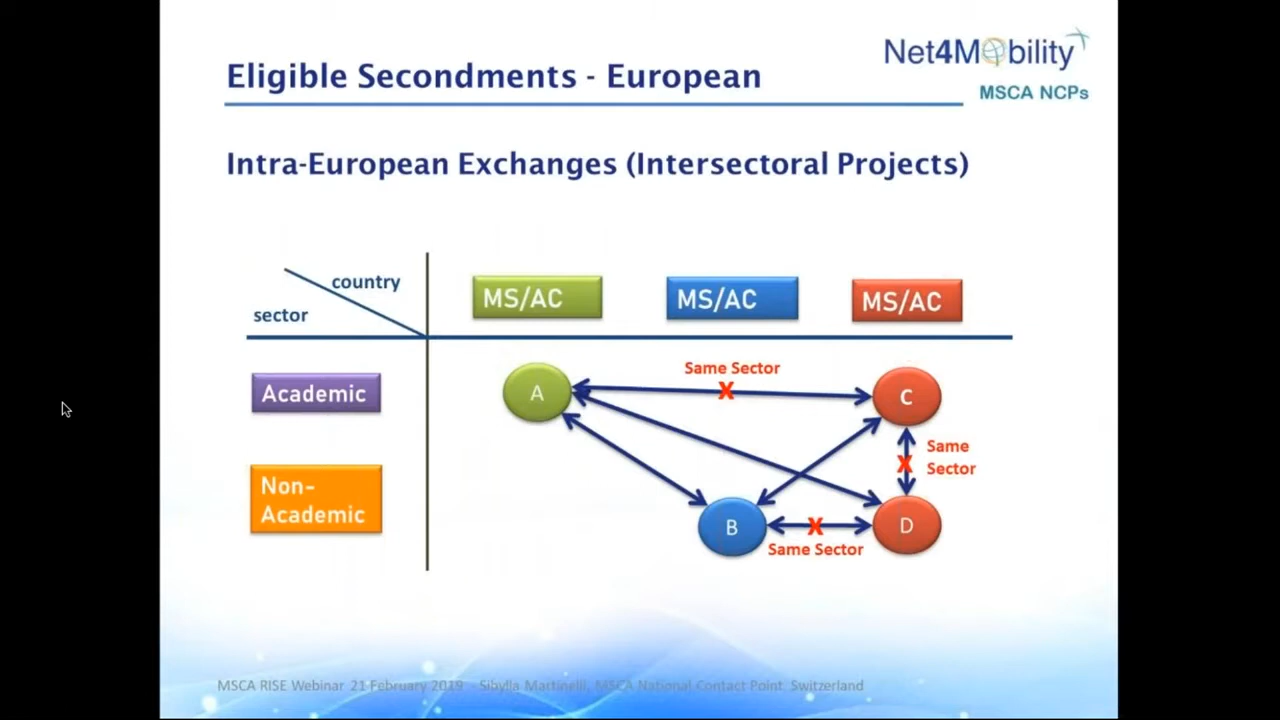 Net4Mobility
MSCA NCPs
Eligible Secondments - European
Intra-European Exchanges (Intersectoral Projects)
country
sector
MS/AC
MS/AC
MS/AC
Same Sector
X
Academic
A
C
Same
Sector
X
Non-
Academic
B
X
D
Same Sector
MSCA RISE Webinar 21 February 2019 - Sibylla Martinelli, MSCA National Contact Point Switzerland